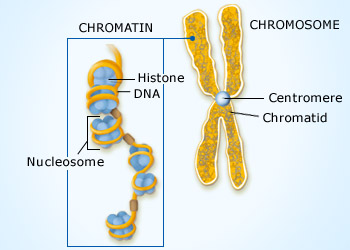 CHROMATIN
CHROMOSOME
Histone
DNA
Centromere
Chromatid
Nucleosome